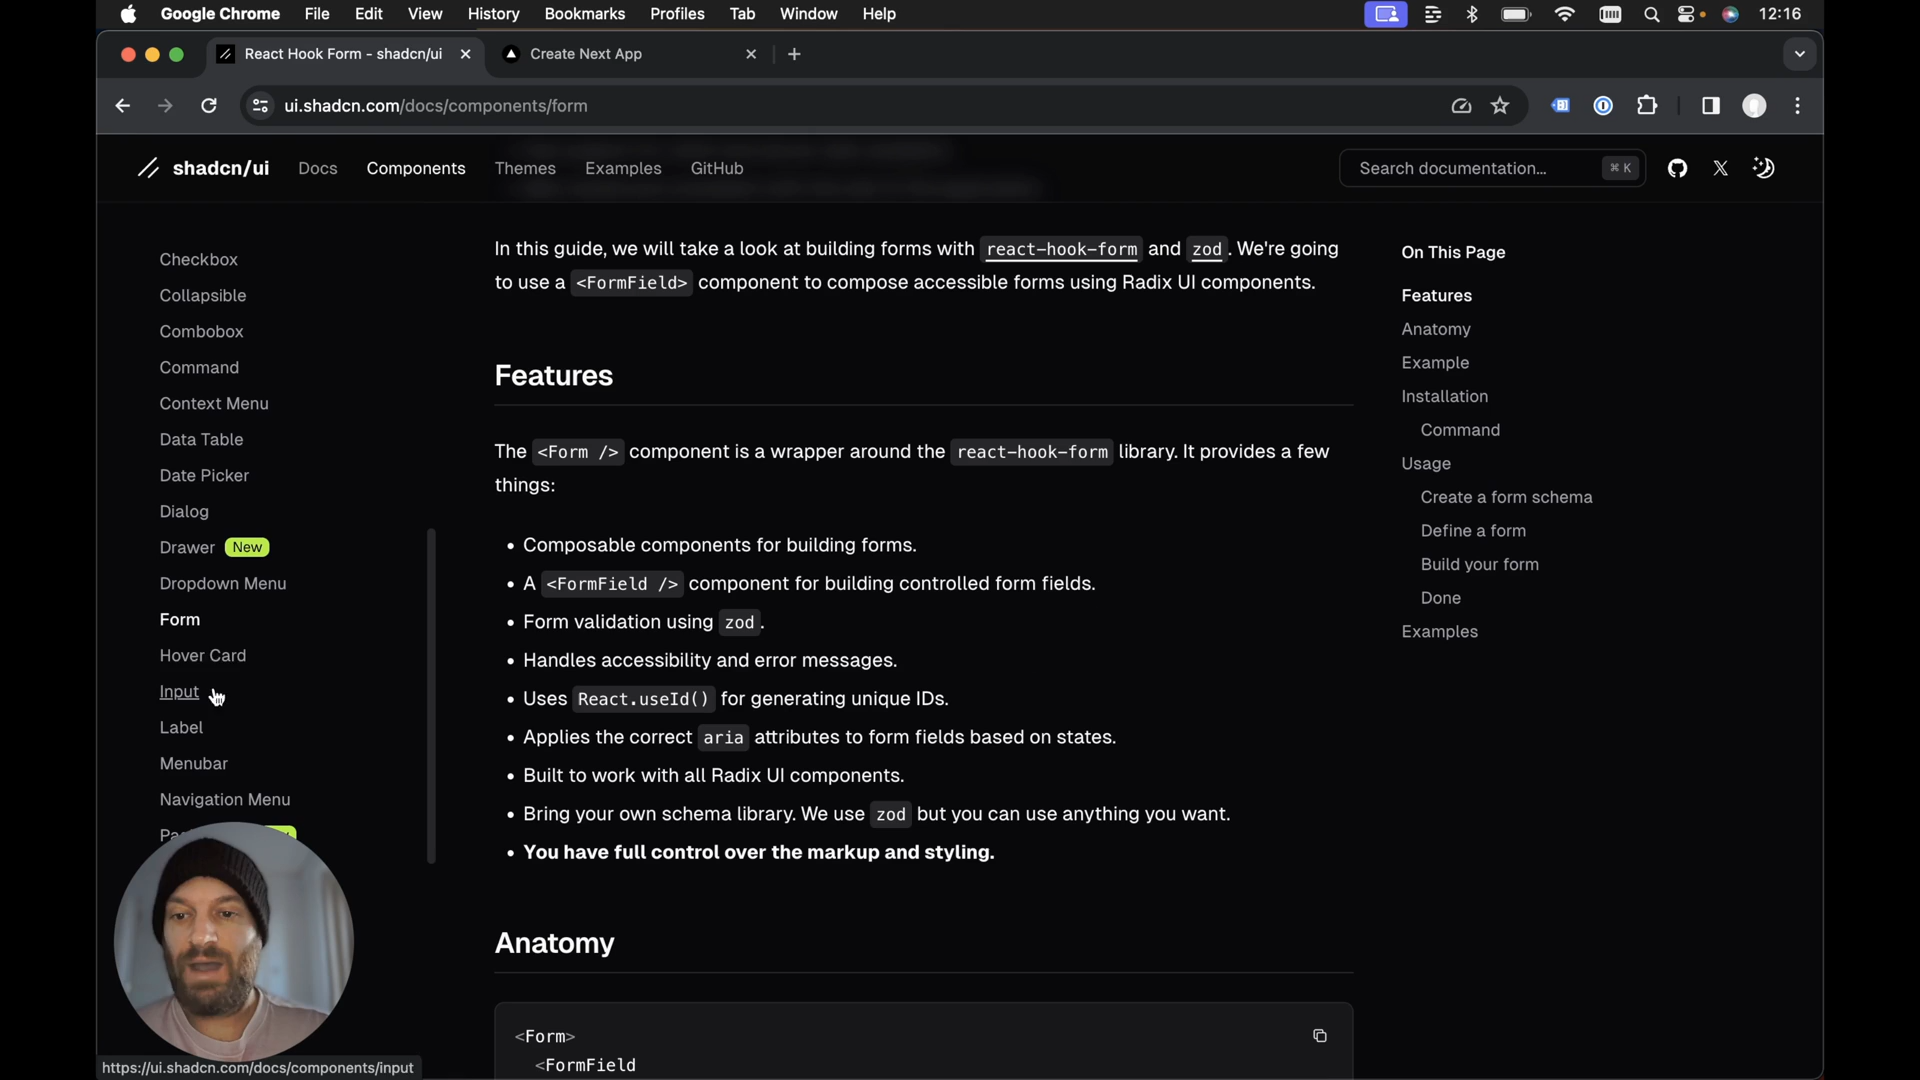 Google Chrome File Edit View History Bookmarks Profiles Tab Window Help 12:16
React Hook Form - shadcn/ui Create Next App
ui.shadcn.com/docs/components/form
shadcn/ui Docs Components Themes Examples GitHub Search documentation... ⌘ K
Checkbox
Collapsible
Combobox
Command
Context Menu
Data Table
Date Picker
Dialog
Drawer New
Dropdown Menu
Form
Hover Card
Input
Label
Menubar
Navigation Menu
In this guide, we will take a look at building forms with react-hook-form and zod. We're going
to use a <FormField> component to compose accessible forms using Radix UI components.
Features
The <Form /> component is a wrapper around the react-hook-form library. It provides a few
things:
• Composable components for building forms.
• A <FormField /> component for building controlled form fields.
• Form validation using zod.
• Handles accessibility and error messages.
• Uses React.useId() for generating unique IDs.
• Applies the correct aria attributes to form fields based on states.
• Built to work with all Radix UI components.
• Bring your own schema library. We use zod but you can use anything you want.
• You have full control over the markup and styling.
Anatomy
<Form>
<FormField
On This Page
Features
Anatomy
Example
Installation
Command
Usage
Create a form schema
Define a form
Build your form
Done
Examples
https://ui.shadcn.com/docs/components/input